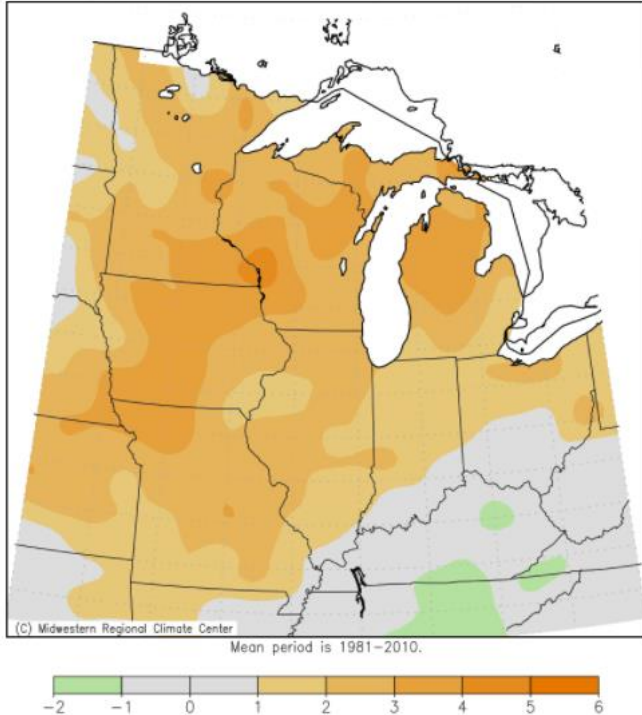 (C) Midwestern Regional Climate Center
Mean period is 1981-2010.
-2 -1 0 1 2 3 4 5 6